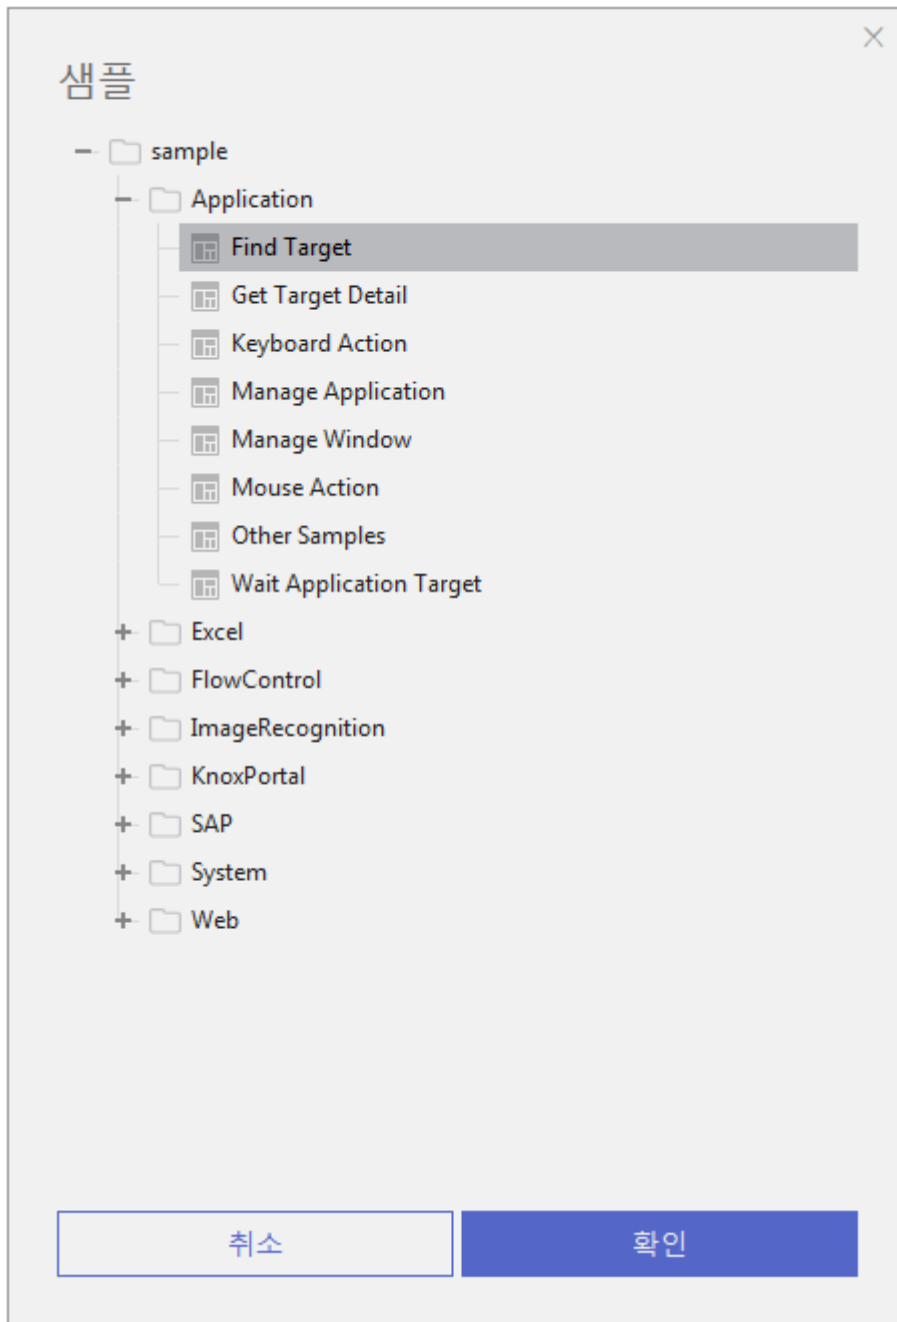 샘플
sample
Application
Find Target
Get Target Detail
Keyboard Action
Manage Application
Manage Window
Mouse Action
Other Samples
Wait Application Target
Excel
FlowControl
ImageRecognition
KnoxPortal
SAP
System
Web
취소 확인